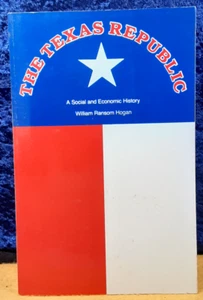 THE TEXAS REPUBLIC
A Social and Economic History
William Ransom Hogan